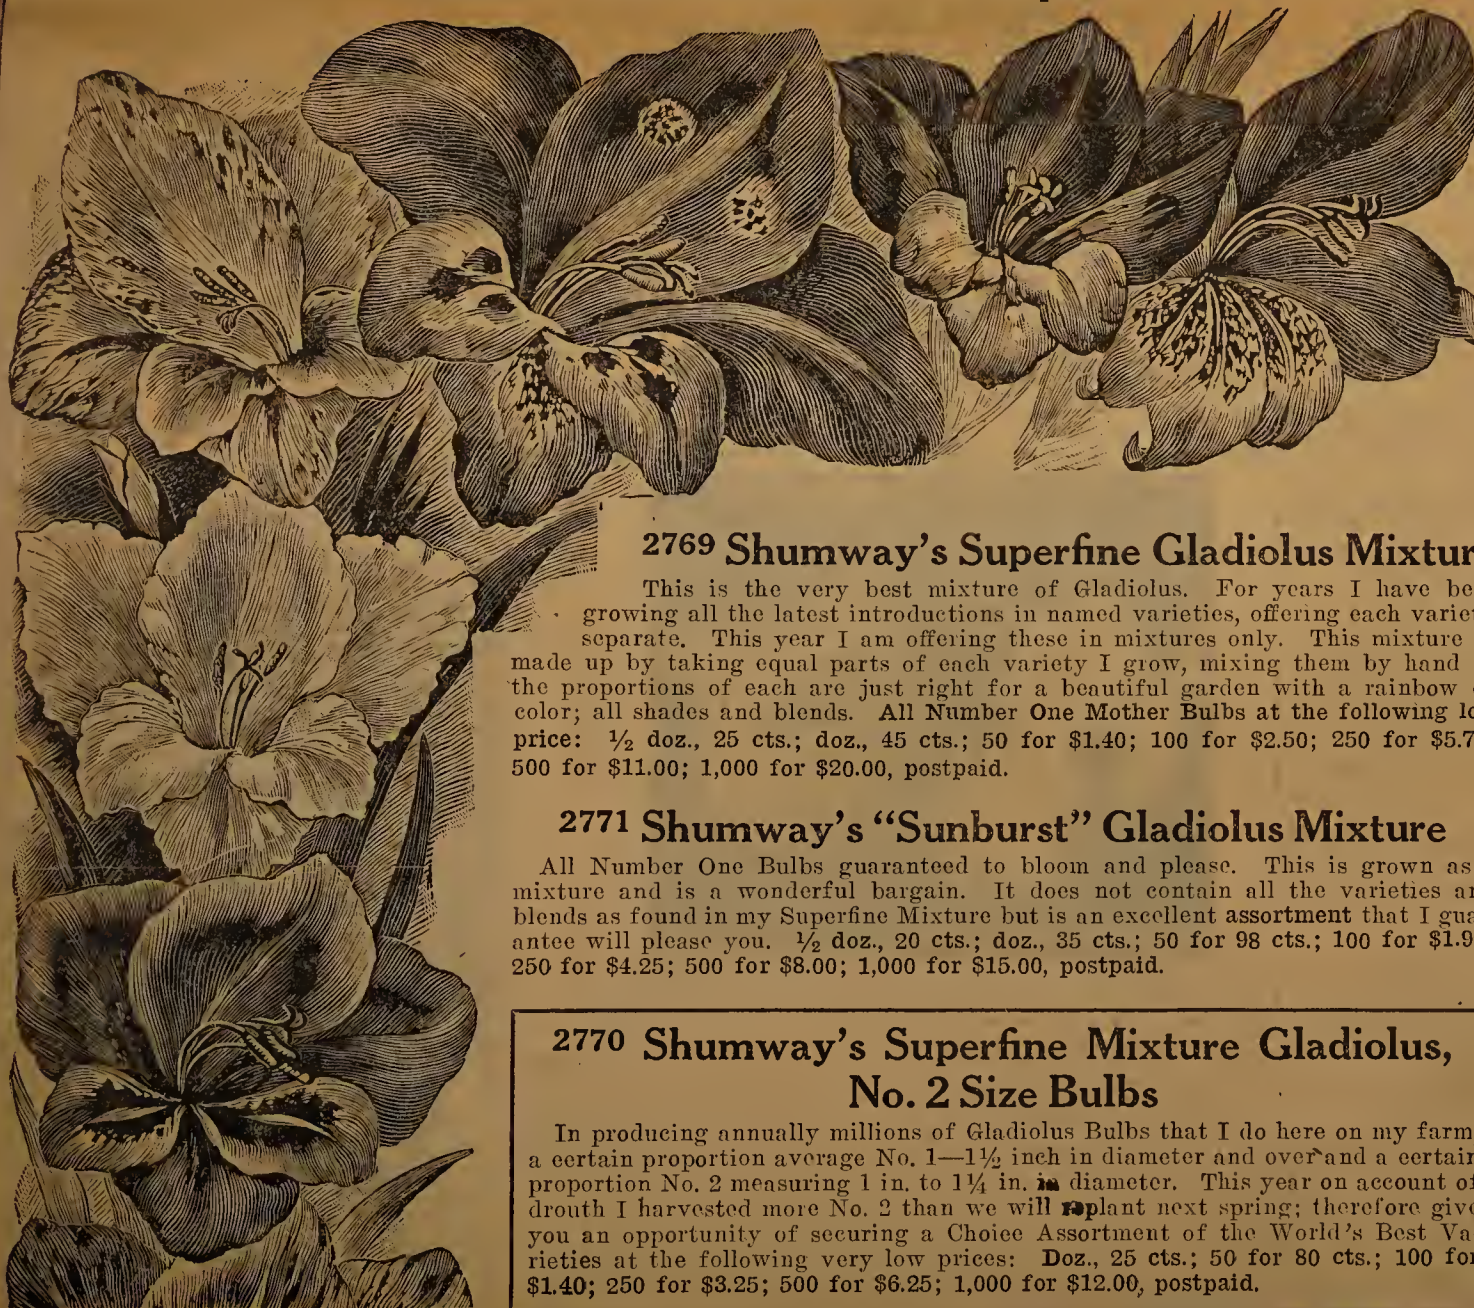 2769 Shumway's Superfine Gladiolus Mixtur
This is the very best mixture of Gladiolus. For years I have be
growing all the latest introductions in named varieties, offering each varie
separate. This year I am offering these in mixtures only. This mixture
made up by taking equal parts of each variety I grow, mixing them by hand
the proportions of each are just right for a beautiful garden with a rainbow
color; all shades and blends. All Number One Mother Bulbs at the following lo
price: ½ doz., 25 cts.; doz., 45 cts.; 50 for $1.40; 100 for $2.50; 250 for $5.7
500 for $11.00; 1,000 for $20.00, postpaid.
2771 Shumway's "Sunburst" Gladiolus Mixture
All Number One Bulbs guaranteed to bloom and please. This is grown as
mixture and is a wonderful bargain. It does not contain all the varieties a
blends as found in my Superfine Mixture but is an excellent assortment that I gua
antee will please you. ½ doz., 20 cts.; doz., 35 cts.; 50 for 98 cts.; 100 for $1.9
250 for $4.25; 500 for $8.00; 1,000 for $15.00, postpaid.
2770 Shumway's Superfine Mixture Gladiolus,
No. 2 Size Bulbs
In producing annually millions of Gladiolus Bulbs that I do here on my farm
a certain proportion average No. 1—1½ inch in diameter and over and a certain
proportion No. 2 measuring 1 in. to 1¼ in. in diameter. This year on account of
drouth I harvested more No. 2 than we will replant next spring; therefore give
you an opportunity of securing a Choice Assortment of the World's Best Va
rieties at the following very low prices: Doz., 25 cts.; 50 for 80 cts.; 100 for
$1.40; 250 for $3.25; 500 for $6.25; 1,000 for $12.00, postpaid.